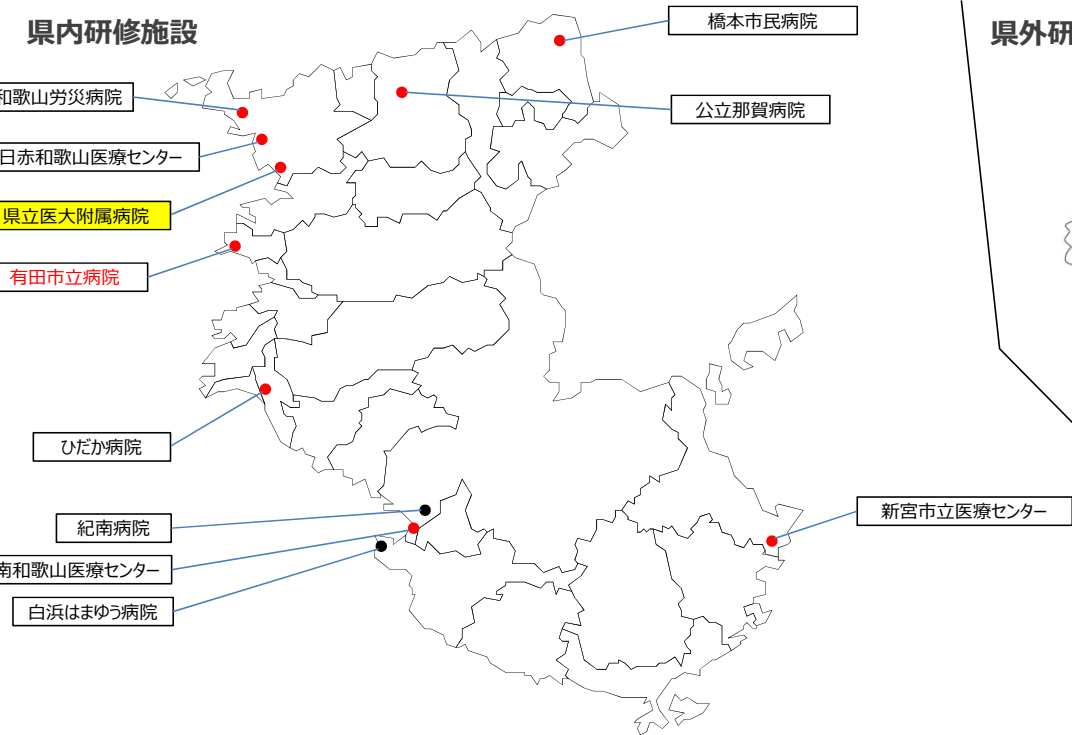 県内研修施設
県外研
橋本市民病院
和歌山労災病院
公立那賀病院
日赤和歌山医療センター
県立医大附属病院
有田市立病院
ひだか病院
紀南病院
新宮市立医療センター
南和歌山医療センター
白浜はまゆう病院